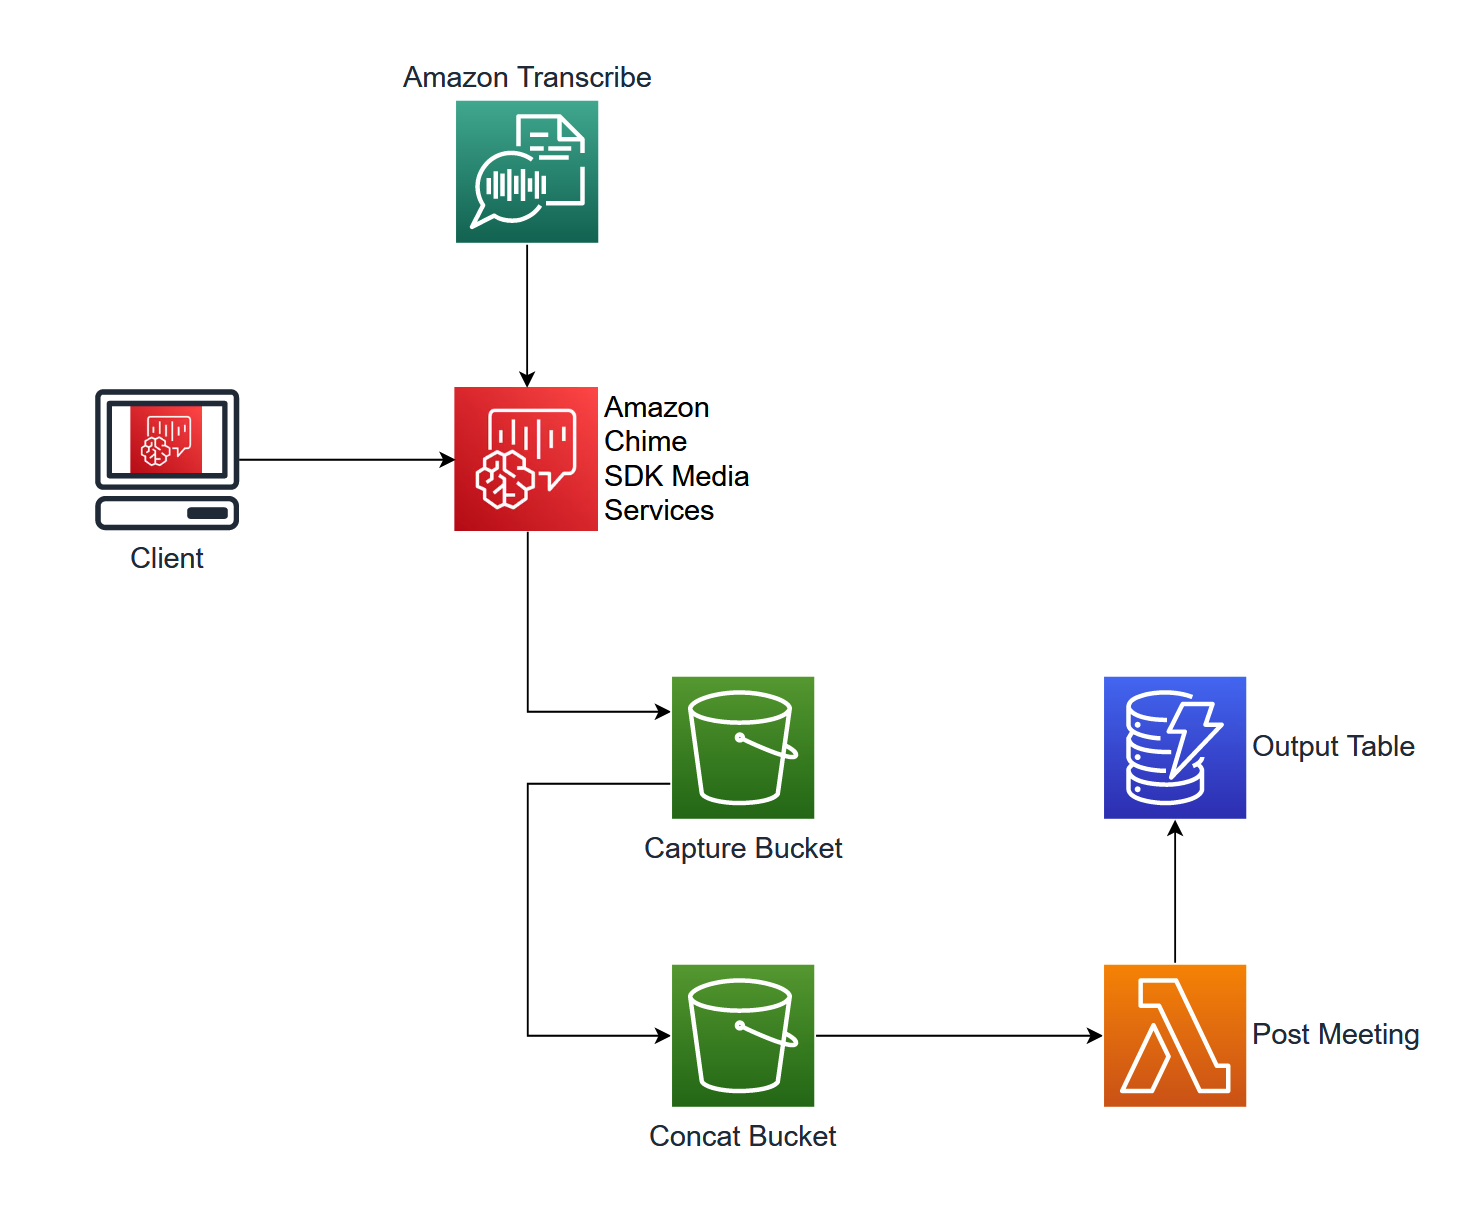 Amazon Transcribe
Amazon
Chime
SDK Media
Services
Client
Output Table
Capture Bucket
Post Meeting
Concat Bucket